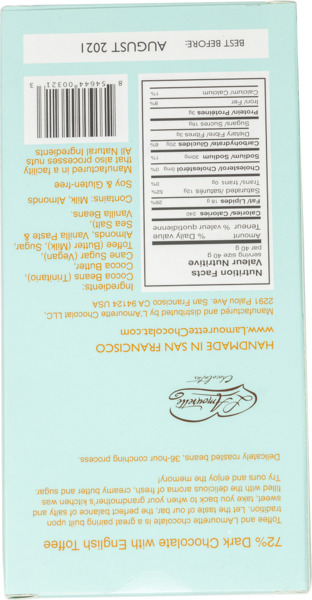 72% Dark Chocolate with English Toffee
Toffee and L'Amourette chocolate is a great pairing built upon
tradition. Let the taste of our bar, the perfect balance of salty and
sweet, take you back to when your grandmother's kitchen was
filled with the delicious aroma of fresh, creamy butter and sugar.
Try ours and enjoy the memory!
Delicately roasted beans, 36-hour, conching process.
L'Amourette
Chocolatier
HANDMADE IN SAN FRANCISCO
www.LamouretteChocolat.com
Manufactured and distributed by L'Amourette Chocolat LLC.
2291 Palou Ave. San Francisco CA 94124 USA
Ingredients:
Cocoa Beans (Trinitario),
Cocoa Butter,
Cane Sugar (Vegan),
Toffee (Butter (Milk), Sugar,
Almonds, Vanilla Paste &
Sea Salt),
Vanilla Beans.
Contains: Milk, Almonds
Soy & Gluten-free
Manufactured in a facility
that also processes nuts
All Natural Ingredients
Nutrition Facts
Valeur Nutritive
serving size 40 g
par 40 g
Amount % Daily Value
Teneur % valeur quotidienne
Calories/ Calories 240
Fat/ Lipides 18g 28%
Saturated /saturés 12g 52%
trans/ trans 0g
Cholesterol/ Cholestérol 0mg 0%
Sodium/ Sodium 30mg 1%
Carbohydrate/ Glucides 20g 6%
Dietary Fibre/ Fibres 3g
Sugars/ Sucres 16g
Protein/ Protéines 3g
Iron/ Fer 8%
Calcium/ Calcium 1%
8 54644 00321 3
BEST BEFORE: AUGUST 2021